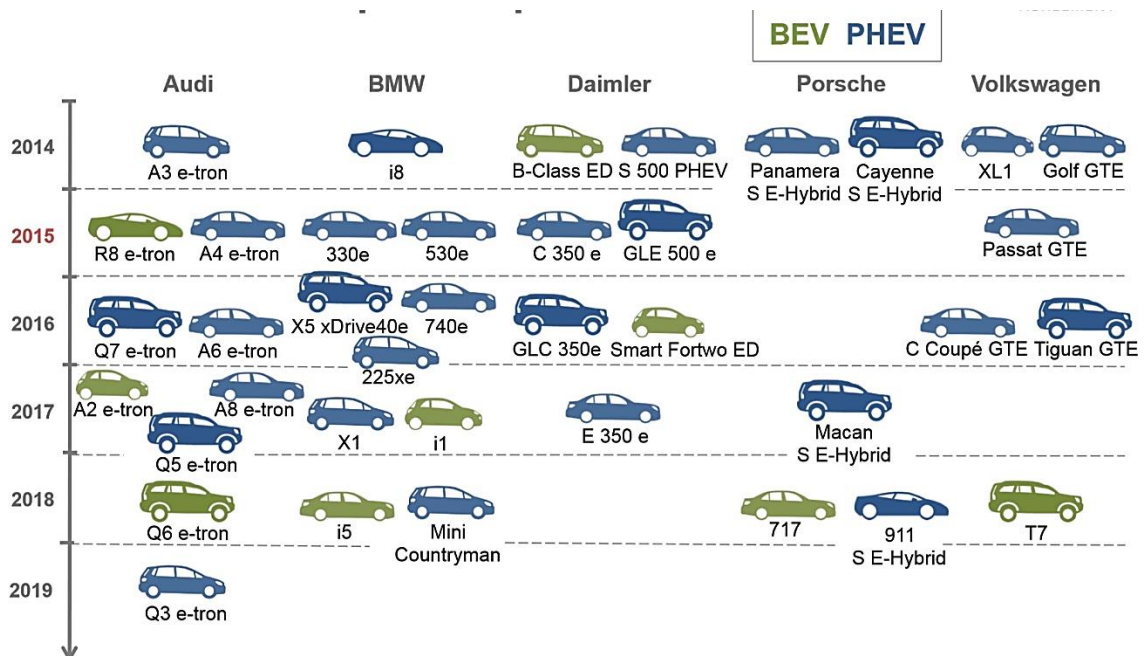 BEV PHEV
Audi BMW Daimler Porsche Volkswagen
2014
A3 e-tron
i8
B-Class ED
S 500 PHEV
Panamera
S E-Hybrid
Cayenne
S E-Hybrid
XL1
Golf GTE
2015
R8 e-tron
A4 e-tron
330e
530e
C 350 e
GLE 500 e
Passat GTE
2016
Q7 e-tron
A6 e-tron
X5 xDrive40e
740e
225xe
GLC 350e
Smart Fortwo ED
C Coupé GTE
Tiguan GTE
2017
A2 e-tron
A8 e-tron
Q5 e-tron
X1
i1
E 350 e
Macan
S E-Hybrid
2018
Q6 e-tron
i5
Mini
Countryman
717
911
S E-Hybrid
T7
2019
Q3 e-tron